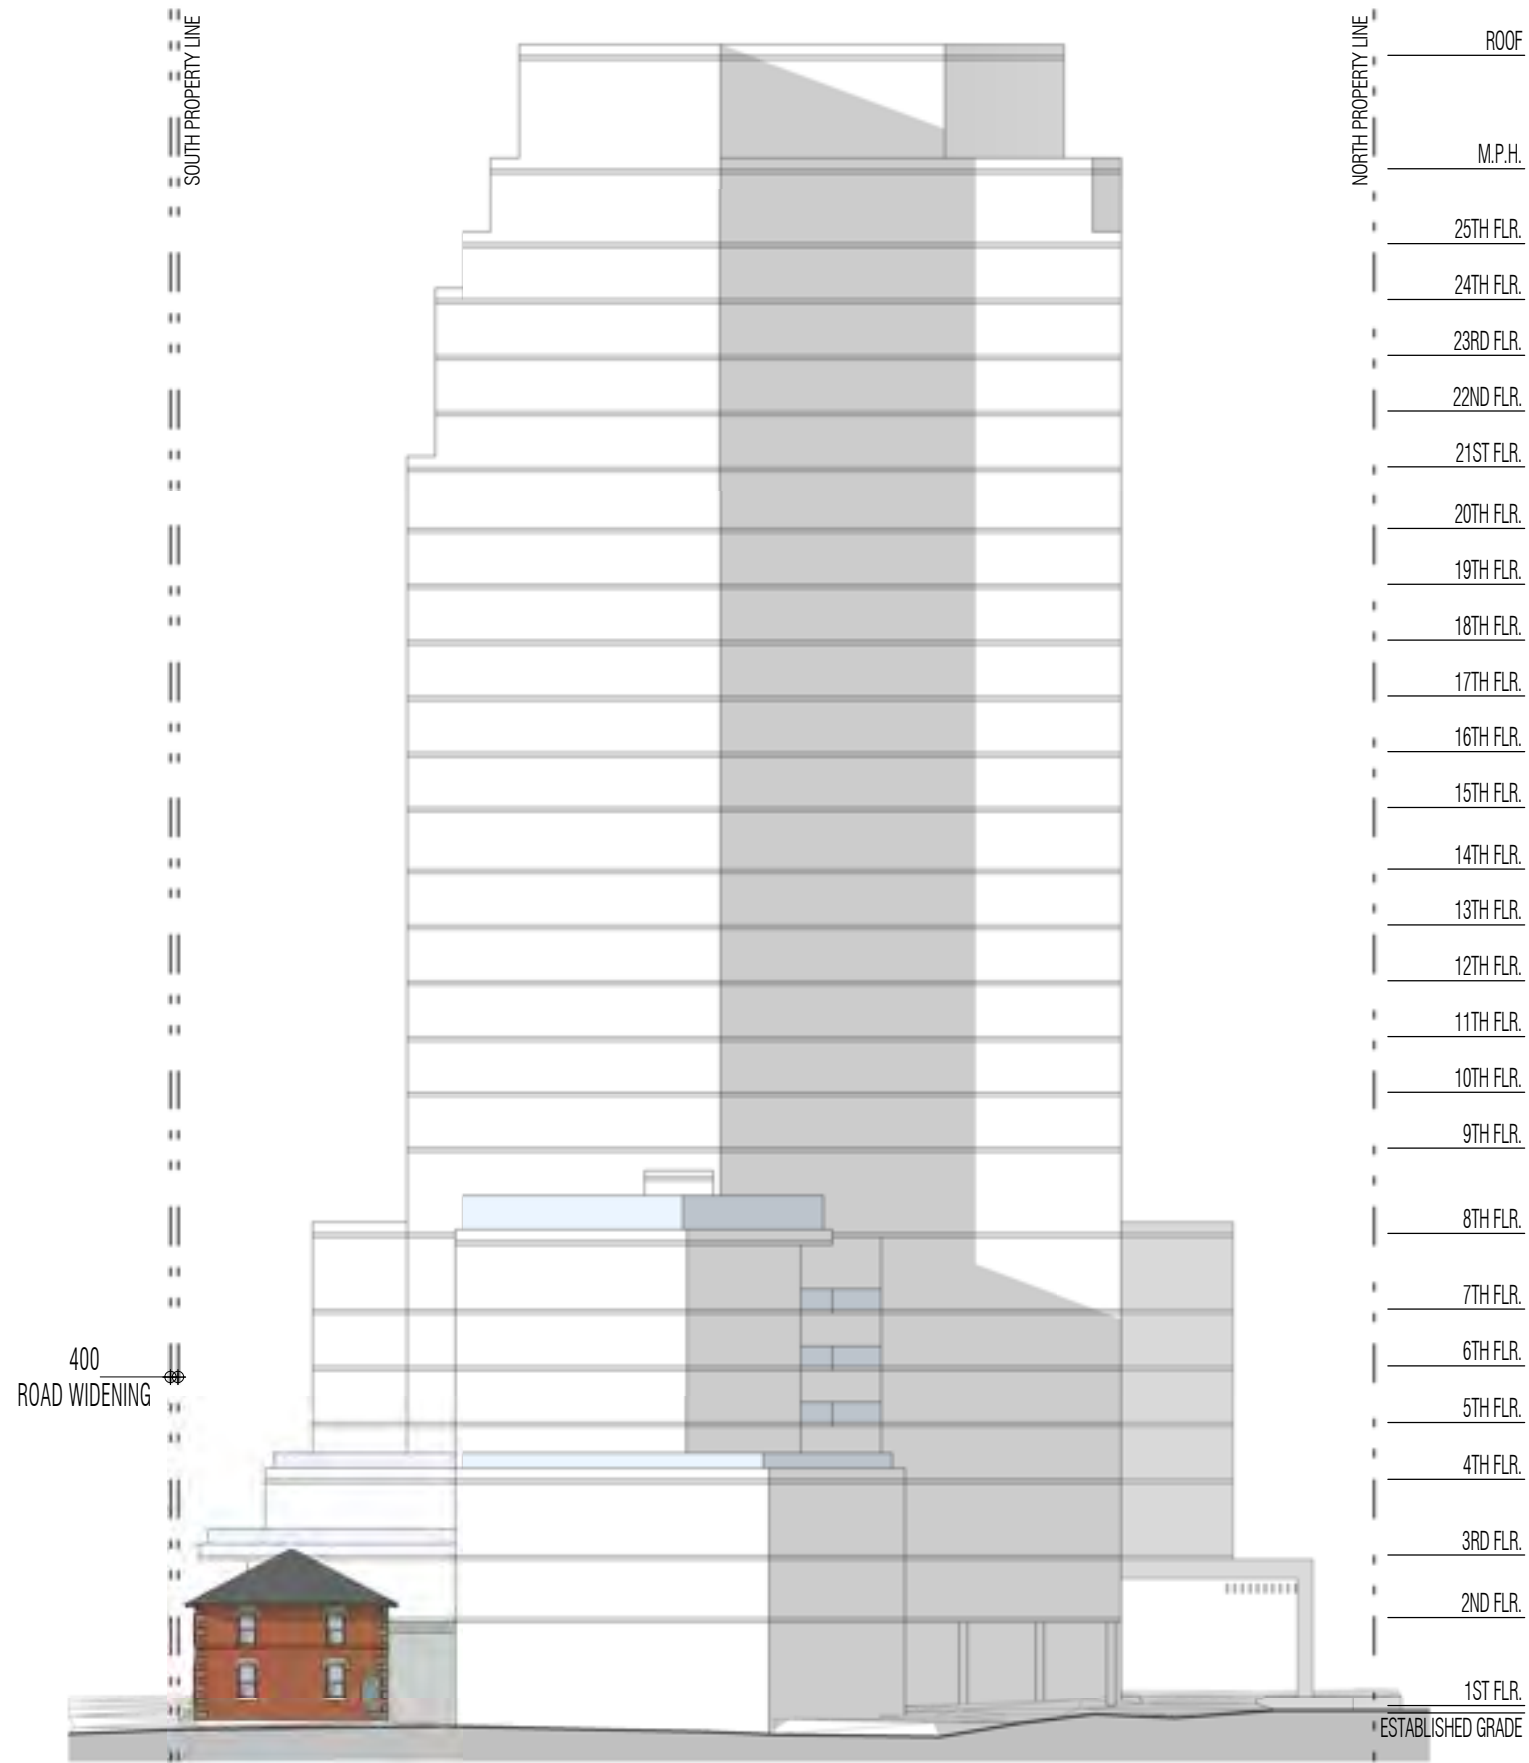 SOUTH PROPERTY LINE
NORTH PROPERTY LINE
ROOF
M.P.H.
25TH FLR.
24TH FLR.
23RD FLR.
22ND FLR.
21ST FLR.
20TH FLR.
19TH FLR.
18TH FLR.
17TH FLR.
16TH FLR.
15TH FLR.
14TH FLR.
13TH FLR.
12TH FLR.
11TH FLR.
10TH FLR.
9TH FLR.
8TH FLR.
7TH FLR.
6TH FLR.
400
ROAD WIDENING
5TH FLR.
4TH FLR.
3RD FLR.
2ND FLR.
1ST FLR.
ESTABLISHED GRADE